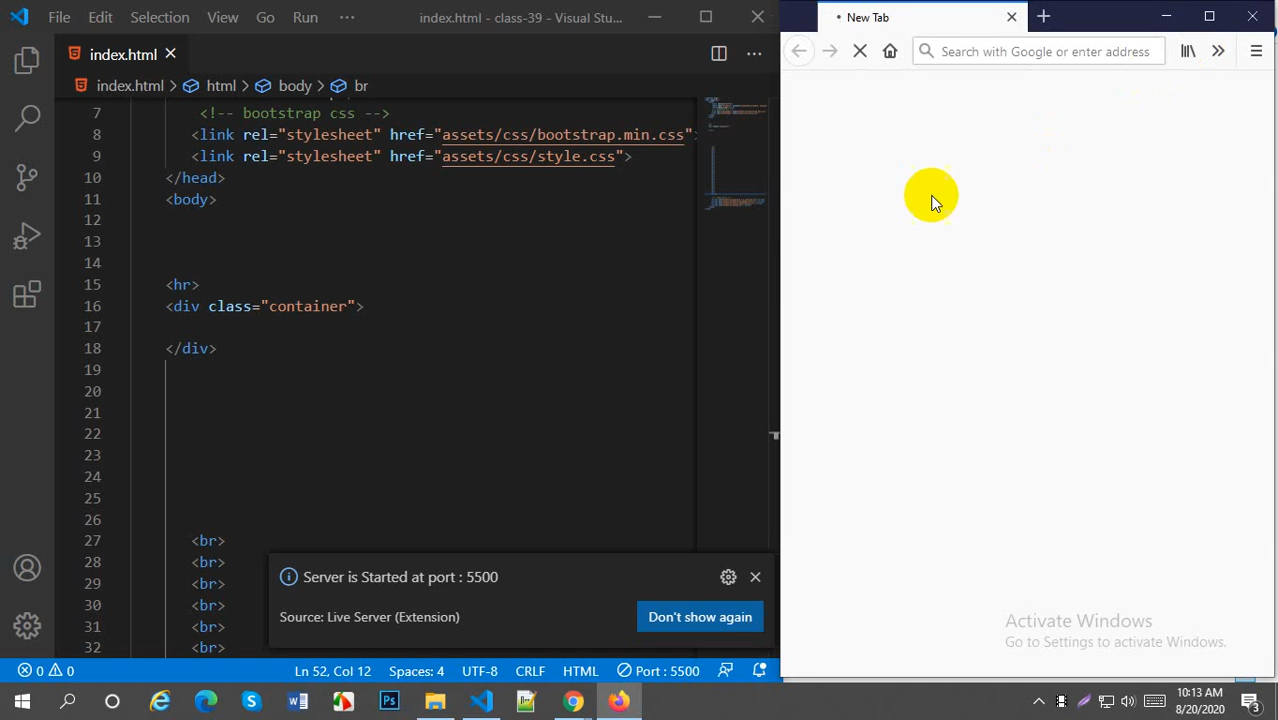 File Edit Selection View Go Run ··· index.html - class-39 - Visual Stu...
index.html
index.html > html > body > br
7 <!-- bootstrap css -->
8 <link rel="stylesheet" href="assets/css/bootstrap.min.css">
9 <link rel="stylesheet" href="assets/css/style.css">
10 </head>
11 <body>
12
13
14
15 <hr>
16 <div class="container">
17
18 </div>
19
20
21
22
23
24
25
26
27 <br>
28 <br>
29 <br>
30 <br>
31 <br>
32 <br>
Server is Started at port : 5500
Source: Live Server (Extension)
Don't show again
0 0 Ln 52, Col 12 Spaces: 4 UTF-8 CRLF HTML Port : 5500
New Tab
Search with Google or enter address
Activate Windows
Go to Settings to activate Windows.
10:13 AM
8/20/2020
3